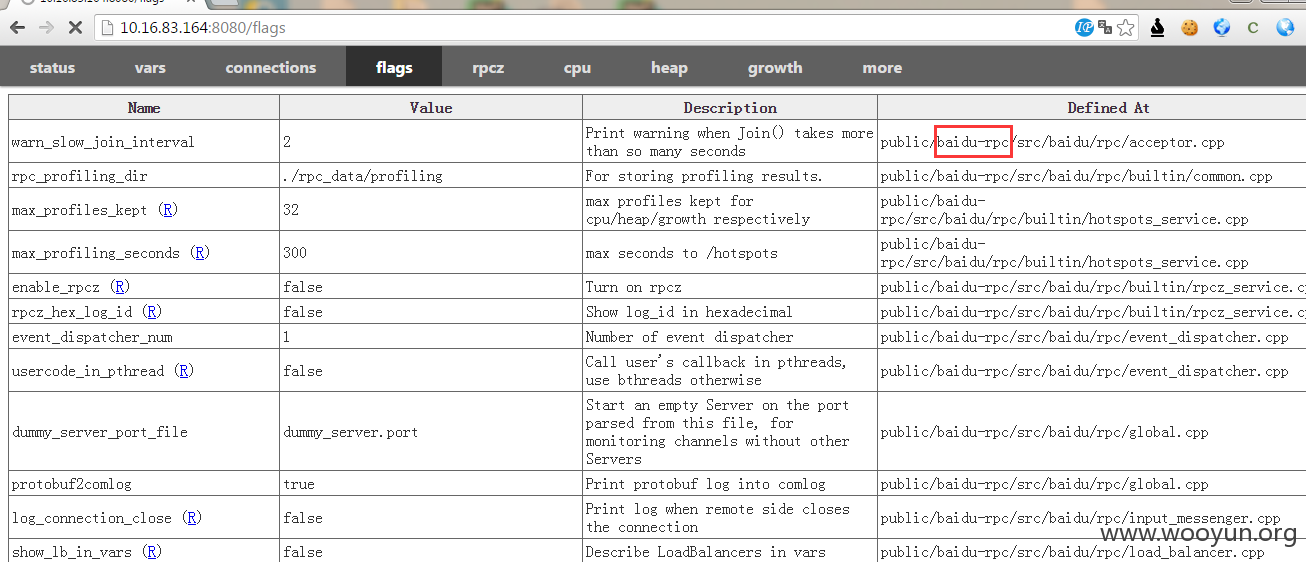 10.16.83.164:8080/flags
status vars connections flags rpcz cpu heap growth more
Name Value Description Defined At
warn_slow_join_interval 2 Print warning when Join() takes more than so many seconds public/baidu-rpc/src/baidu/rpc/acceptor.cpp
rpc_profiling_dir ./rpc_data/profiling For storing profiling results. public/baidu-rpc/src/baidu/rpc/builtin/common.cpp
max_profiles_kept (R) 32 max profiles kept for cpu/heap/growth respectively public/baidu-rpc/src/baidu/rpc/builtin/hotspots_service.cpp
max_profiling_seconds (R) 300 max seconds to /hotspots public/baidu-rpc/src/baidu/rpc/builtin/hotspots_service.cpp
enable_rpcz (R) false Turn on rpcz public/baidu-rpc/src/baidu/rpc/builtin/rpcz_service.c
rpcz_hex_log_id (R) false Show log_id in hexadecimal public/baidu-rpc/src/baidu/rpc/builtin/rpcz_service.c
event_dispatcher_num 1 Number of event dispatcher public/baidu-rpc/src/baidu/rpc/event_dispatcher.cpp
usercode_in_pthread (R) false Call user's callback in pthreads, use bthreads otherwise public/baidu-rpc/src/baidu/rpc/event_dispatcher.cpp
dummy_server_port_file dummy_server.port Start an empty Server on the port parsed from this file, for monitoring channels without other Servers public/baidu-rpc/src/baidu/rpc/global.cpp
protobuf2comlog true Print protobuf log into comlog public/baidu-rpc/src/baidu/rpc/global.cpp
log_connection_close (R) false Print log when remote side closes the connection public/baidu-rpc/src/baidu/rpc/input_messenger.cpp
show_lb_in_vars (R) false Describe LoadBalancers in vars public/baidu-rpc/src/baidu/rpc/load_balancer.cpp
www.wooyun.org